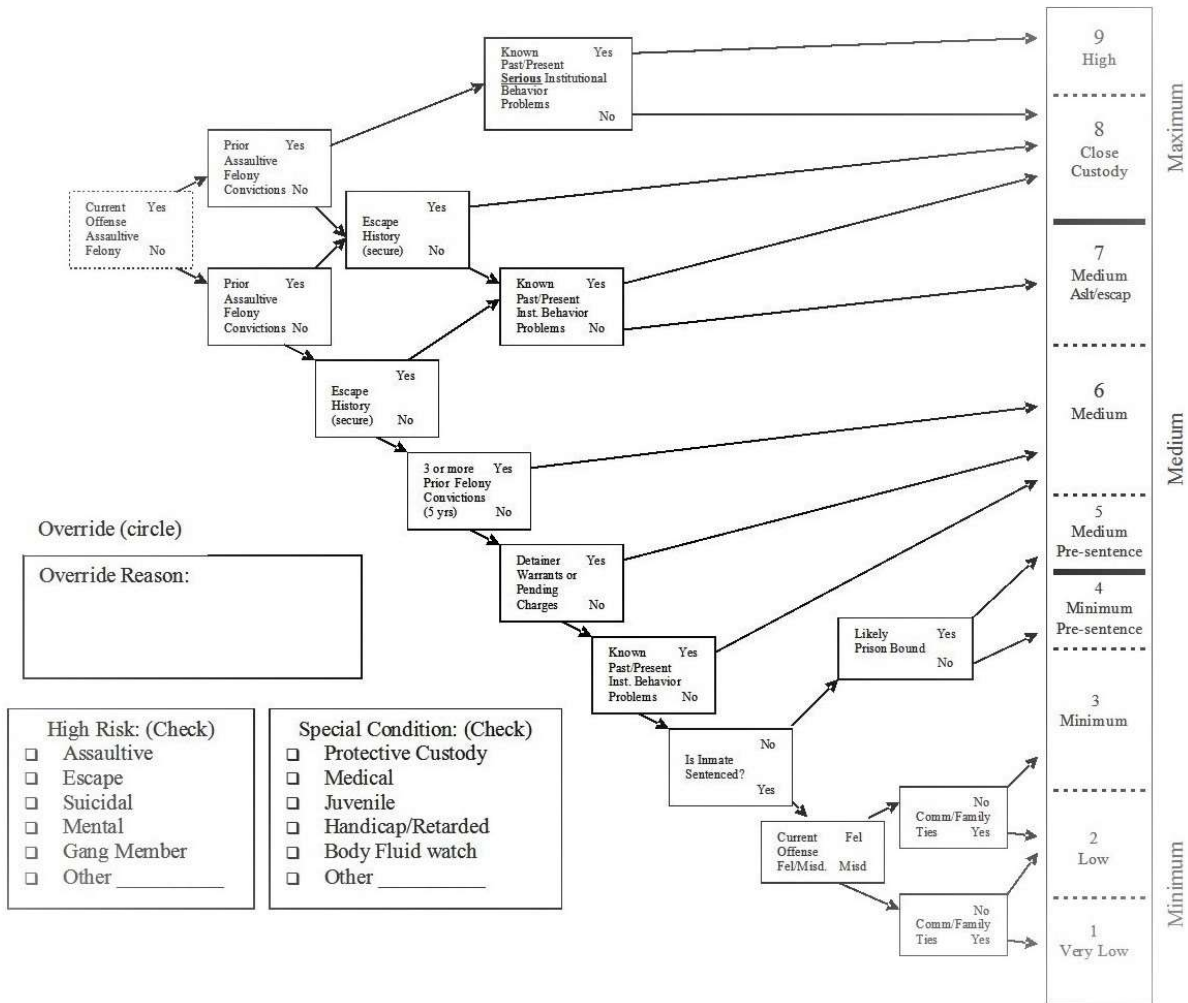 Known Yes
Past/Present
Serious Institutional
Behavior
Problems
No
Prior Yes
Assaultive
Felony
Convictions No
Current Yes
Offense
Assaultive
Felony No
Yes
Escape
History
(secure) No
Prior Yes
Assaultive
Felony
Convictions No
Known Yes
Past/Present
Inst. Behavior
Problems No
Yes
Escape
History
(secure) No
3 or more Yes
Prior Felony
Convictions
(5 yrs) No
Detainer Yes
Warrants or
Pending
Charges No
Known Yes
Past/Present
Inst. Behavior
Problems No
Likely Yes
Prison Bound
No
No
Is Inmate
Sentenced?
Yes
Current Fel
Offense
Fel/Misd. Misd
No
Comm/Family
Ties Yes
No
Comm/Family
Ties Yes
9
High
8
Close
Custody
7
Medium
Aslt/escap
6
Medium
5
Medium
Pre-sentence
4
Minimum
Pre-sentence
3
Minimum
2
Low
1
Very Low
Maximum
Medium
Minimum
Override (circle)
Override Reason:
High Risk: (Check)
❑ Assaultive
❑ Escape
❑ Suicidal
❑ Mental
❑ Gang Member
❑ Other __________
Special Condition: (Check)
❑ Protective Custody
❑ Medical
❑ Juvenile
❑ Handicap/Retarded
❑ Body Fluid watch
❑ Other __________